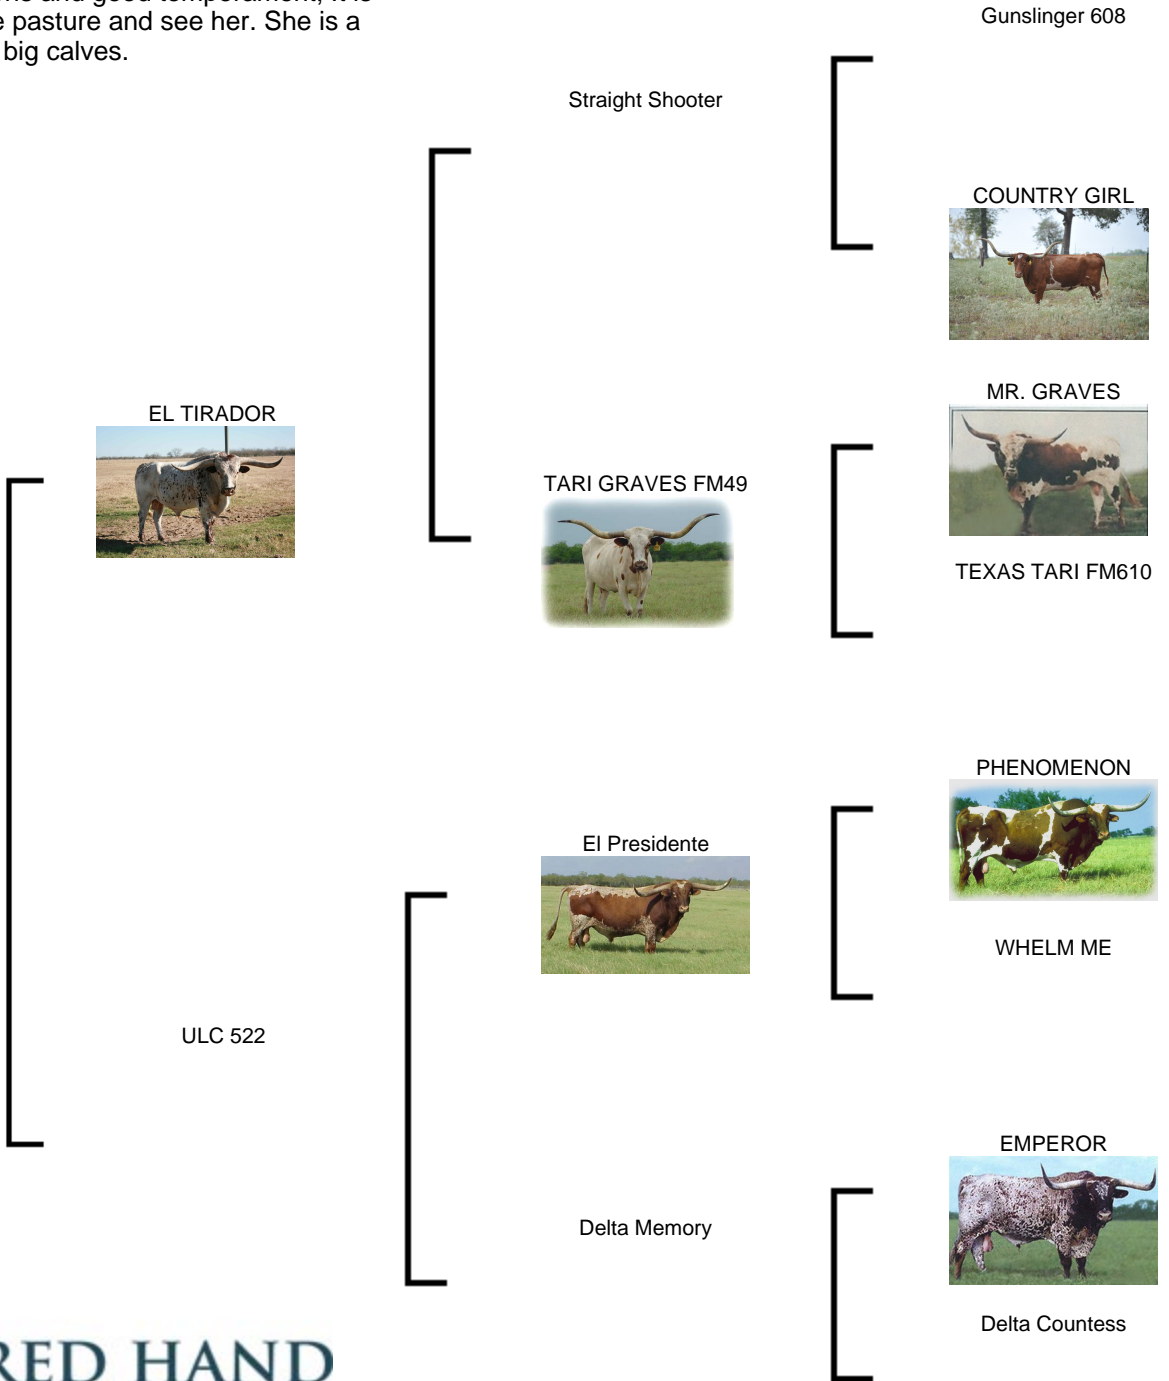 e pasture and see her. She is a
big calves.
Gunslinger 608
Straight Shooter
COUNTRY GIRL
EL TIRADOR
MR. GRAVES
TARI GRAVES FM49
TEXAS TARI FM610
PHENOMENON
El Presidente
WHELM ME
ULC 522
EMPEROR
Delta Memory
Delta Countess
RED HAND